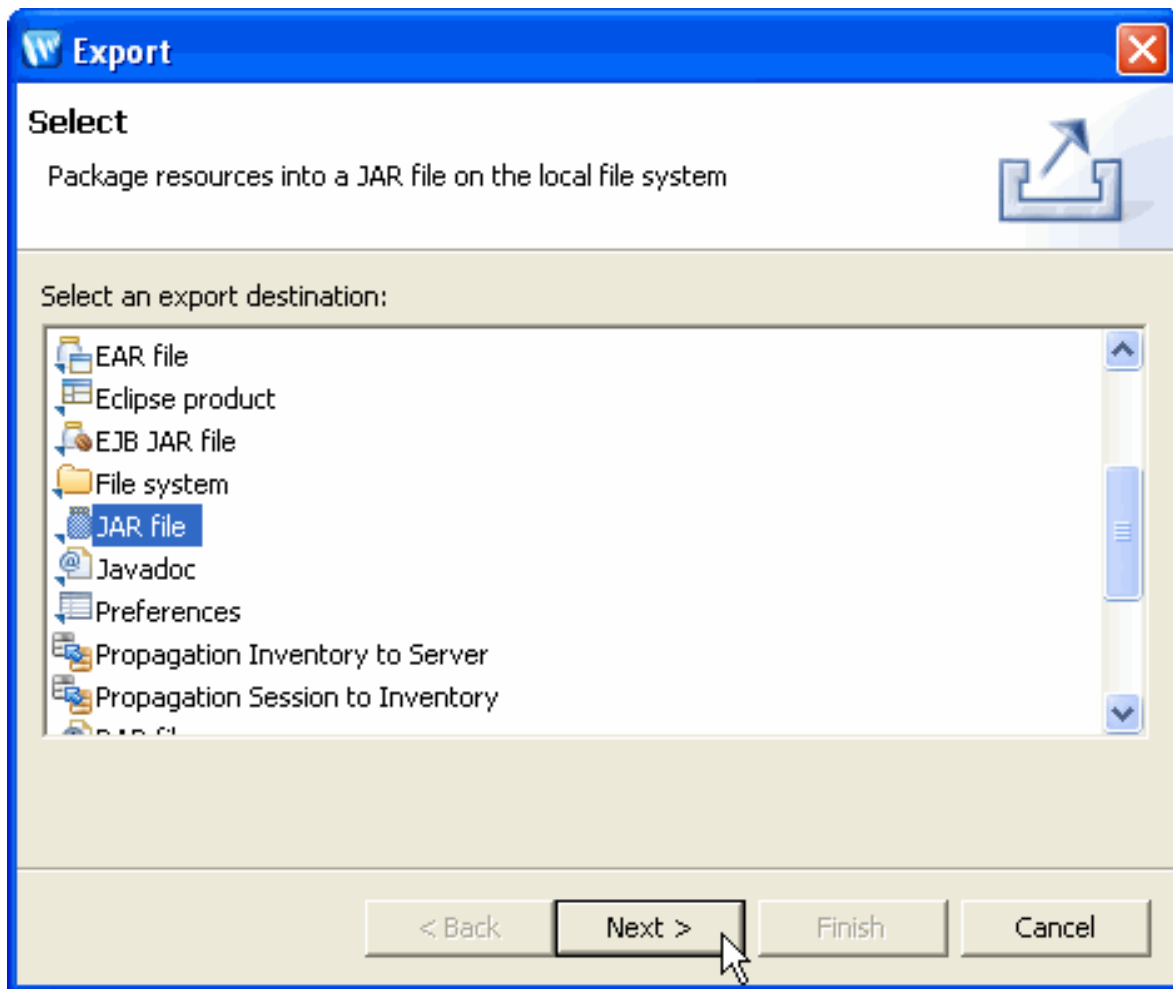 Export
Select
Package resources into a JAR file on the local file system
Select an export destination:
EAR file
Eclipse product
EJB JAR file
File system
JAR file
Javadoc
Preferences
Propagation Inventory to Server
Propagation Session to Inventory
< Back
Next >
Finish
Cancel